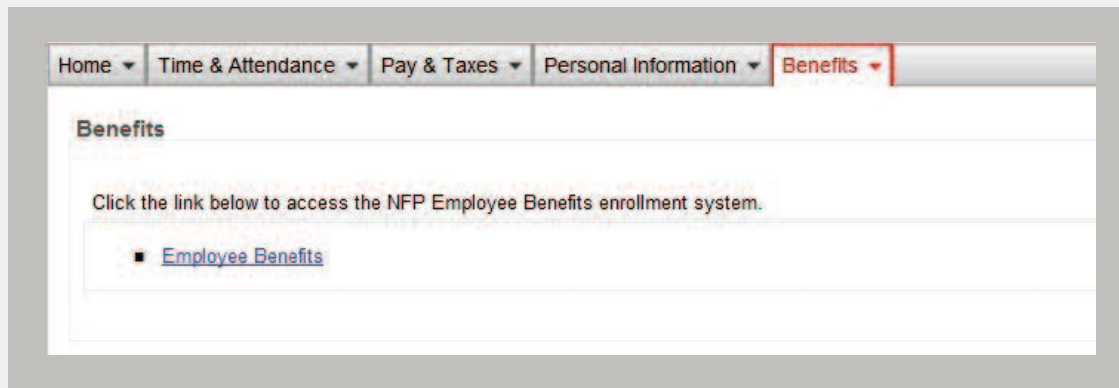 Home Time & Attendance Pay & Taxes Personal Information Benefits
Benefits
Click the link below to access the NFP Employee Benefits enrollment system.
Employee Benefits